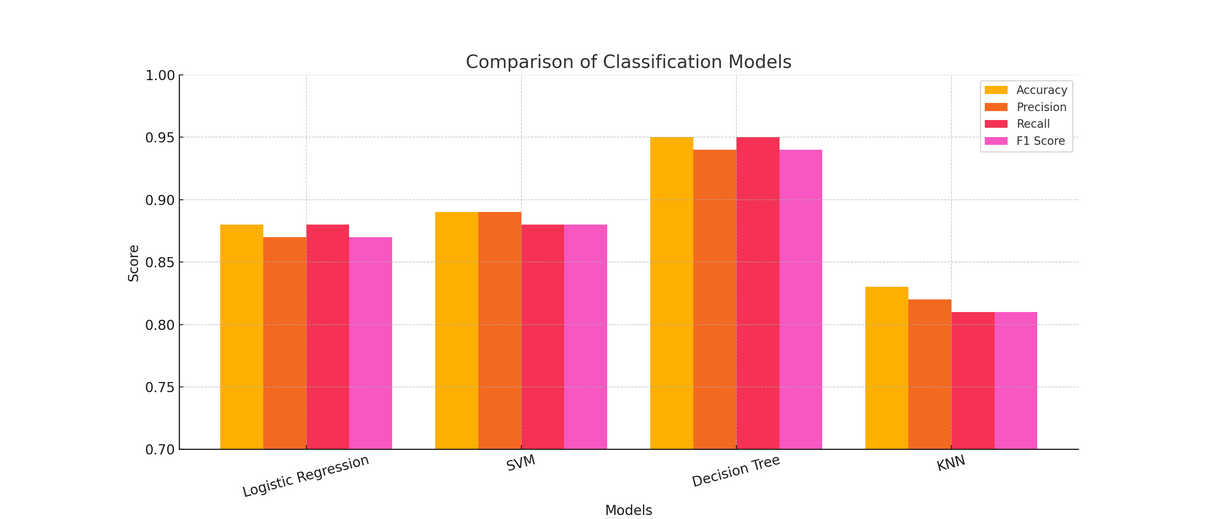 Comparison of Classification Models
1.00
0.95
0.90
0.85
0.80
0.75
0.70
Score
Accuracy
Precision
Recall
F1 Score
Logistic Regression
SVM
Decision Tree
KNN
Models